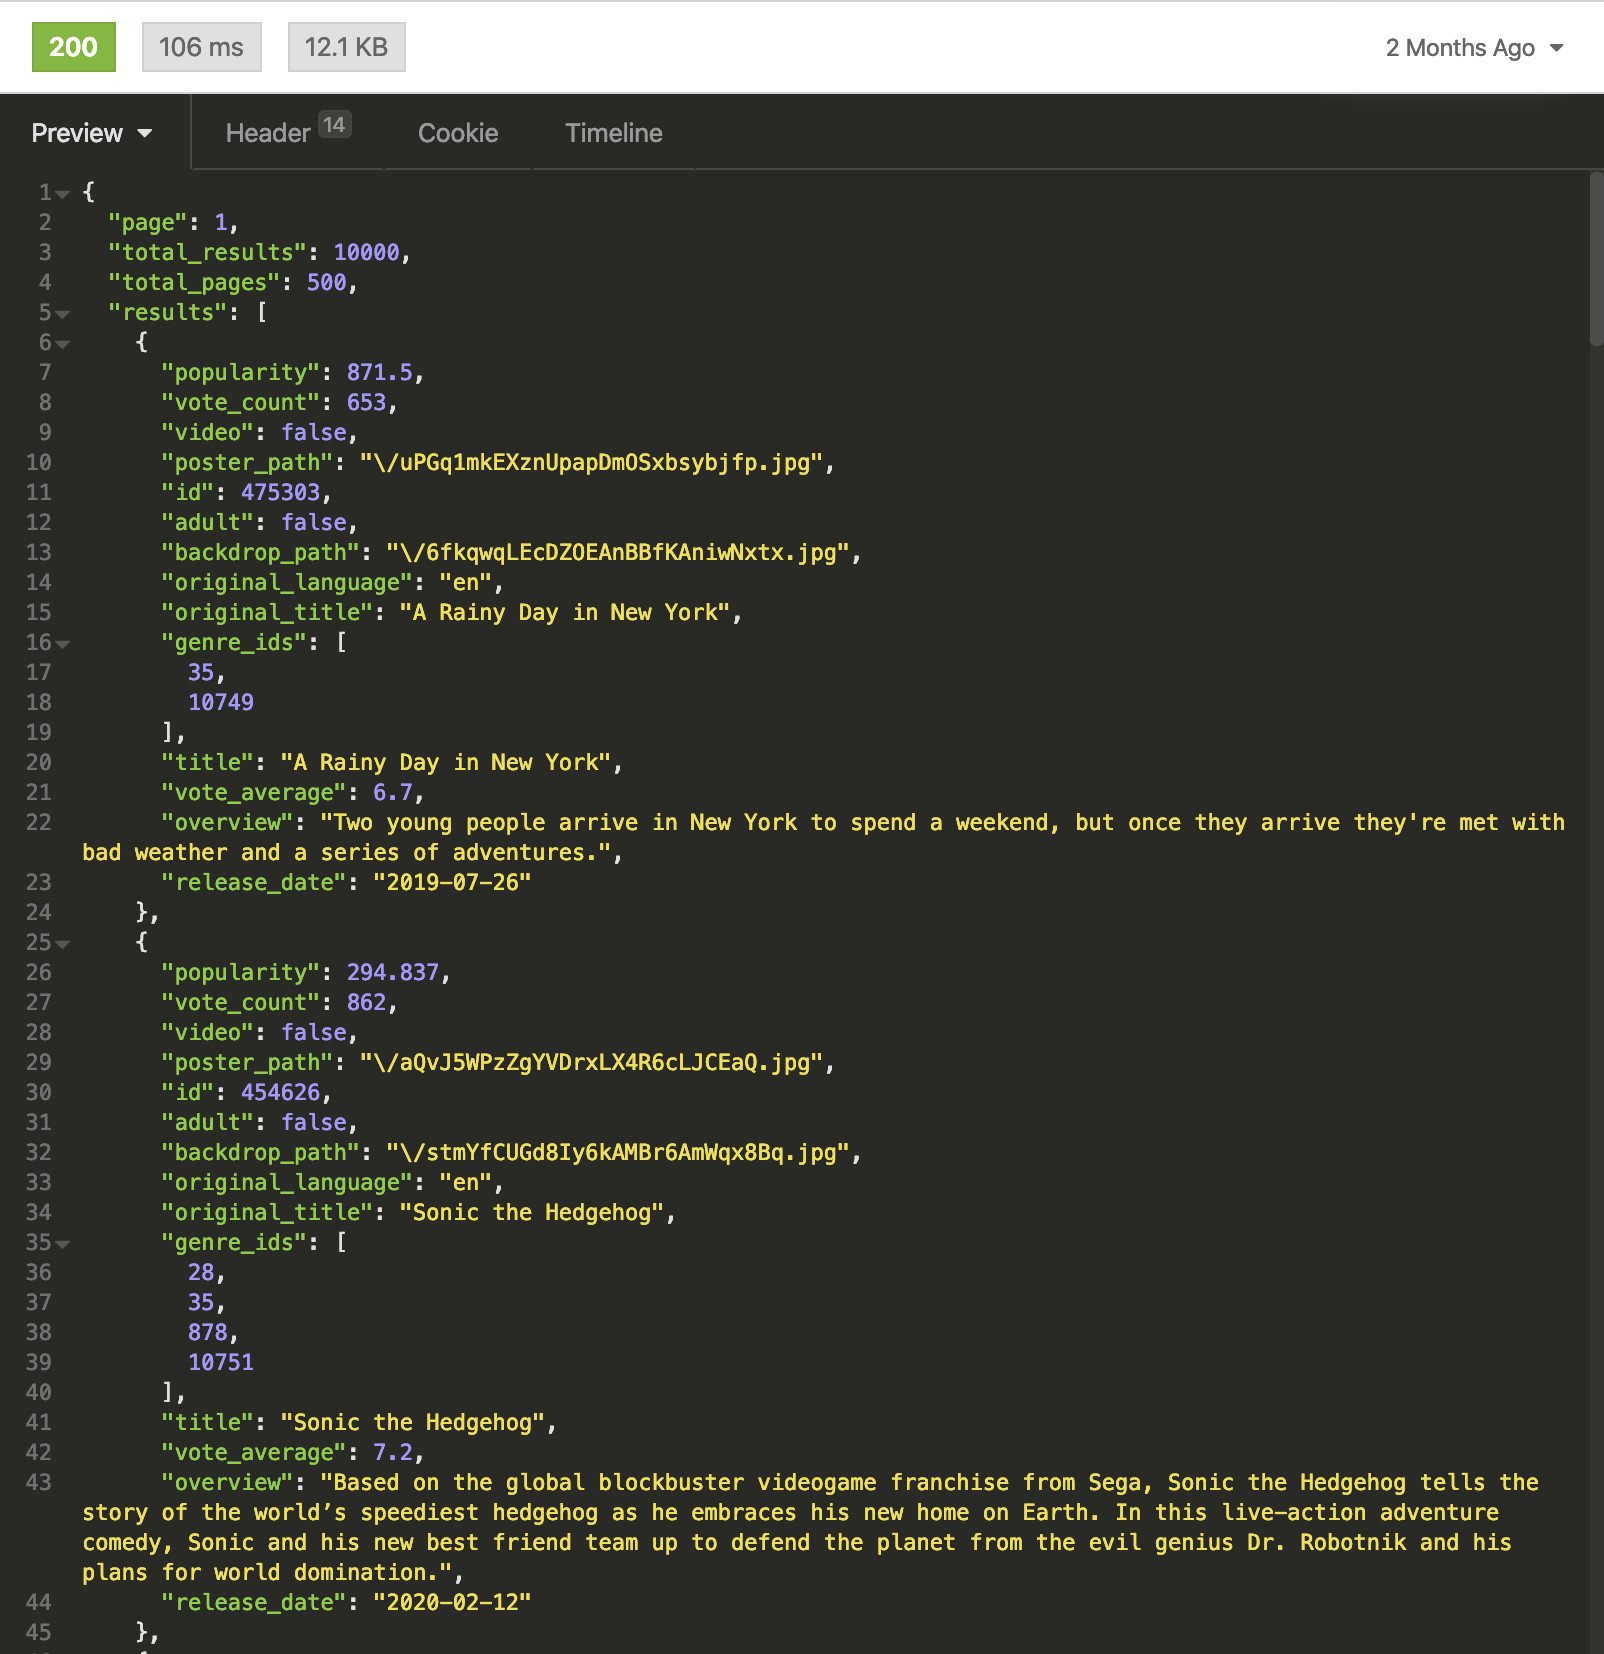 200 106 ms 12.1 KB 2 Months Ago
Preview Header 14 Cookie Timeline
1 {
2 "page": 1,
3 "total_results": 10000,
4 "total_pages": 500,
5 "results": [
6 {
7 "popularity": 871.5,
8 "vote_count": 653,
9 "video": false,
10 "poster_path": "\/uPGq1mkEXznUpapDmOSxbsybjfp.jpg",
11 "id": 475303,
12 "adult": false,
13 "backdrop_path": "\/6fkqwqLEcDZOEAnBBfKAniwNxtx.jpg",
14 "original_language": "en",
15 "original_title": "A Rainy Day in New York",
16 "genre_ids": [
17 35,
18 10749
19 ],
20 "title": "A Rainy Day in New York",
21 "vote_average": 6.7,
22 "overview": "Two young people arrive in New York to spend a weekend, but once they arrive they're met with
bad weather and a series of adventures.",
23 "release_date": "2019-07-26"
24 },
25 {
26 "popularity": 294.837,
27 "vote_count": 862,
28 "video": false,
29 "poster_path": "\/aQvJ5WPzZgYVDrxLX4R6cLJCEaQ.jpg",
30 "id": 454626,
31 "adult": false,
32 "backdrop_path": "\/stmYfCUGd8Iy6kAMBr6AmWqx8Bq.jpg",
33 "original_language": "en",
34 "original_title": "Sonic the Hedgehog",
35 "genre_ids": [
36 28,
37 35,
38 878,
39 10751
40 ],
41 "title": "Sonic the Hedgehog",
42 "vote_average": 7.2,
43 "overview": "Based on the global blockbuster videogame franchise from Sega, Sonic the Hedgehog tells the
story of the world’s speediest hedgehog as he embraces his new home on Earth. In this live-action adventure
comedy, Sonic and his new best friend team up to defend the planet from the evil genius Dr. Robotnik and his
plans for world domination.",
44 "release_date": "2020-02-12"
45 },